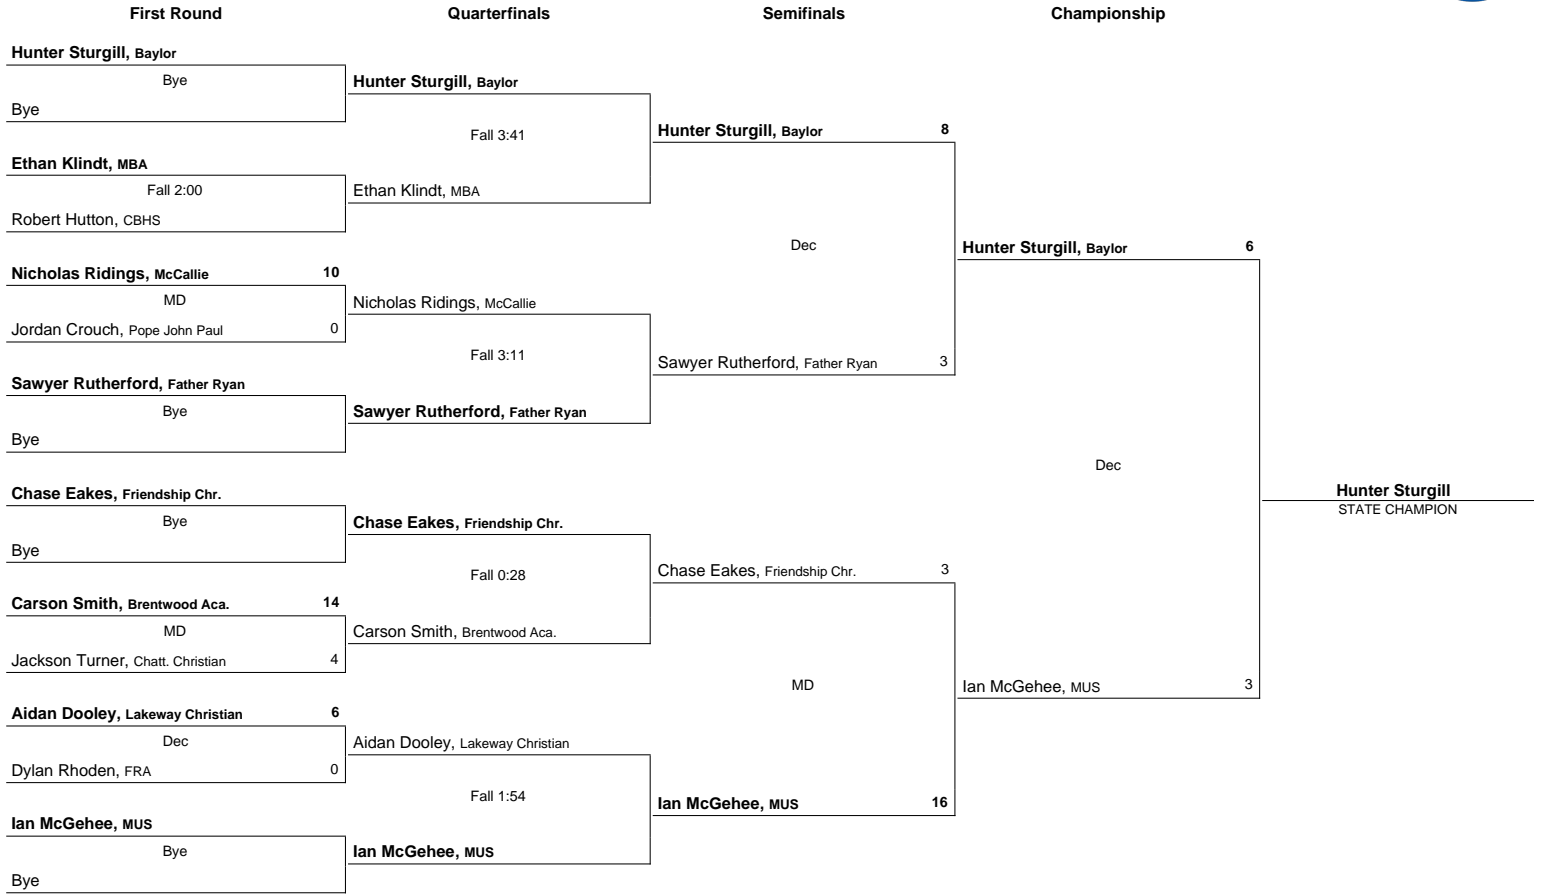 First Round Quarterfinals Semifinals Championship
Hunter Sturgill, Baylor
Bye
Bye
Ethan Klindt, MBA
Fall 2:00
Robert Hutton, CBHS
Nicholas Ridings, McCallie 10
MD
Jordan Crouch, Pope John Paul 0
Sawyer Rutherford, Father Ryan
Bye
Bye
Chase Eakes, Friendship Chr.
Bye
Bye
Carson Smith, Brentwood Aca. 14
MD
Jackson Turner, Chatt. Christian 4
Aidan Dooley, Lakeway Christian 6
Dec
Dylan Rhoden, FRA 0
Ian McGehee, MUS
Bye
Bye
Hunter Sturgill, Baylor
Fall 3:41
Ethan Klindt, MBA
Nicholas Ridings, McCallie
Fall 3:11
Sawyer Rutherford, Father Ryan
Chase Eakes, Friendship Chr.
Fall 0:28
Carson Smith, Brentwood Aca.
Aidan Dooley, Lakeway Christian
Fall 1:54
Ian McGehee, MUS
Hunter Sturgill, Baylor 8
Dec
Sawyer Rutherford, Father Ryan 3
Chase Eakes, Friendship Chr. 3
MD
Ian McGehee, MUS 16
Hunter Sturgill, Baylor 6
Dec
Ian McGehee, MUS 3
Hunter Sturgill
STATE CHAMPION